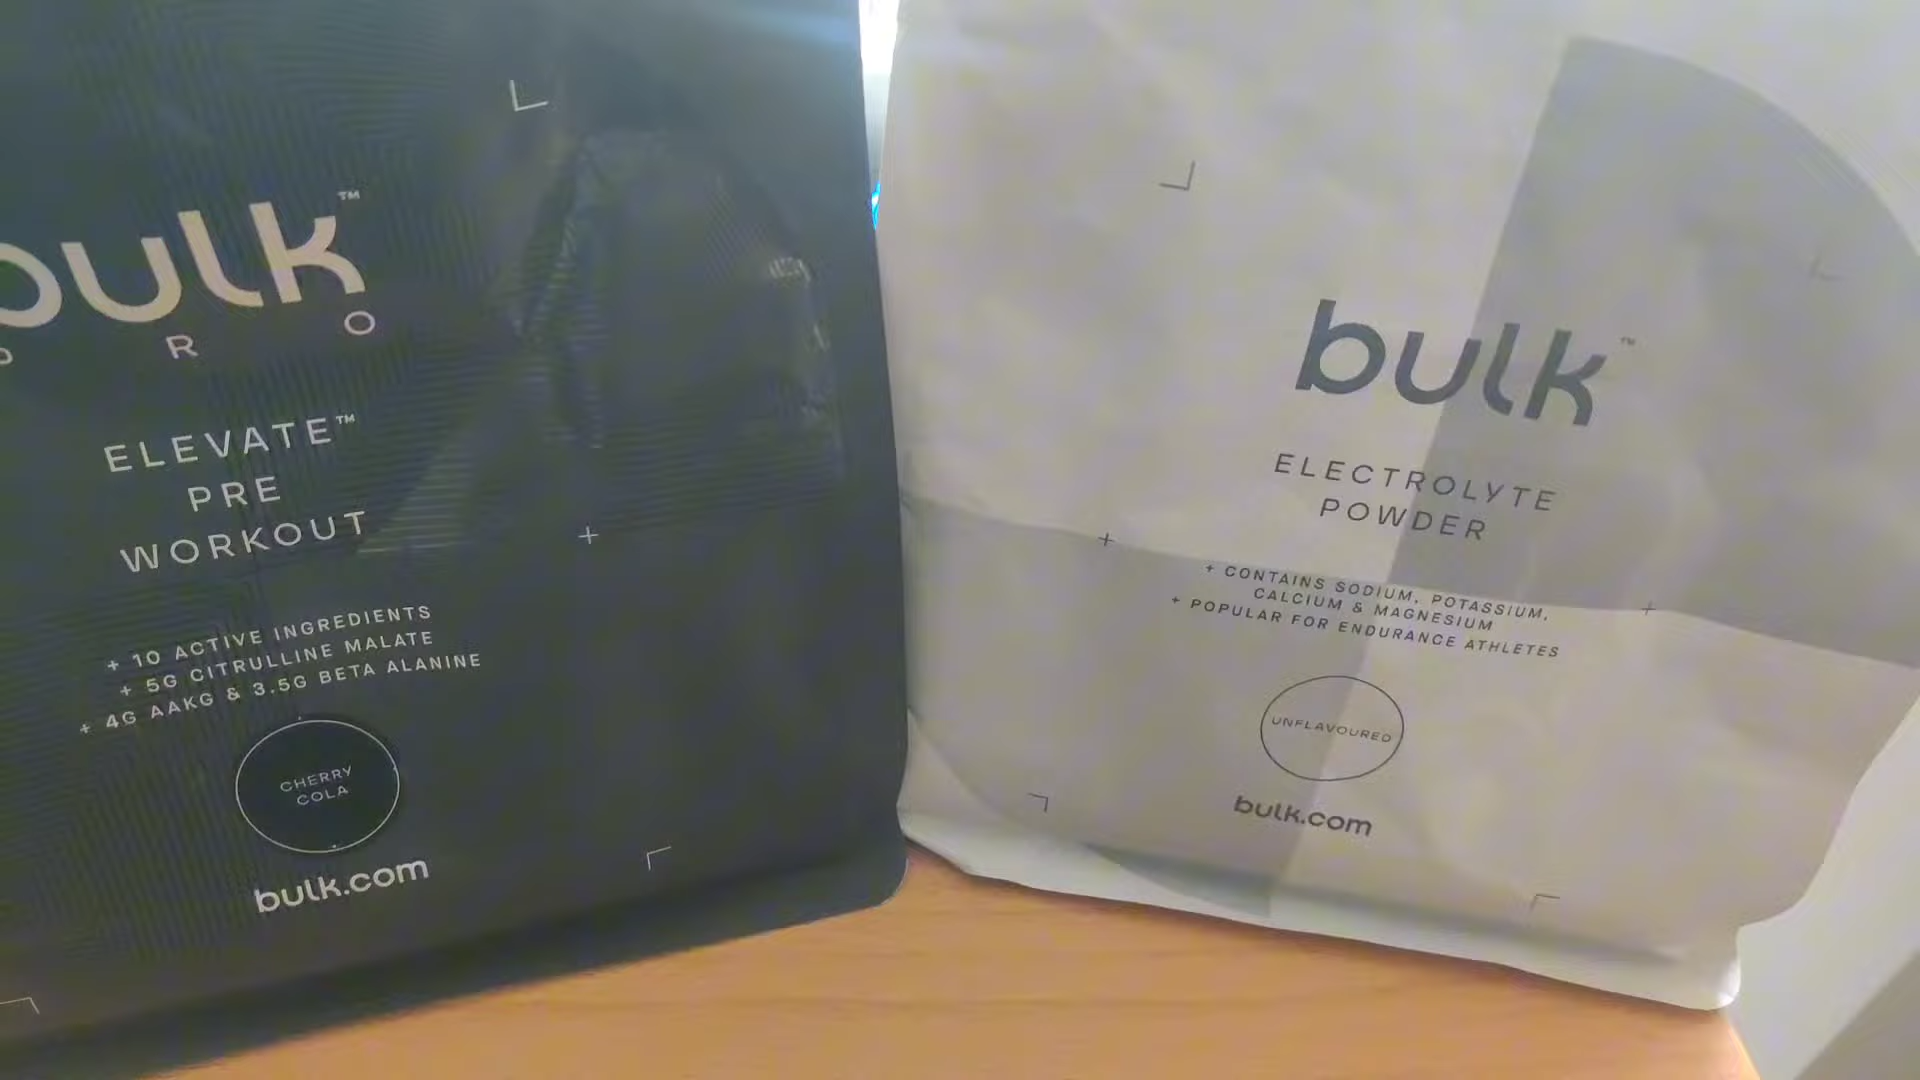 bulk™
PRO
ELEVATE™
PRE
WORKOUT
+ 10 ACTIVE INGREDIENTS
+ 5G CITRULLINE MALATE
+ 4G AAKG & 3.5G BETA ALANINE
CHERRY
COLA
bulk.com
bulk™
ELECTROLYTE
POWDER
+ CONTAINS SODIUM, POTASSIUM,
CALCIUM & MAGNESIUM
+ POPULAR FOR ENDURANCE ATHLETES
UNFLAVOURED
bulk.com